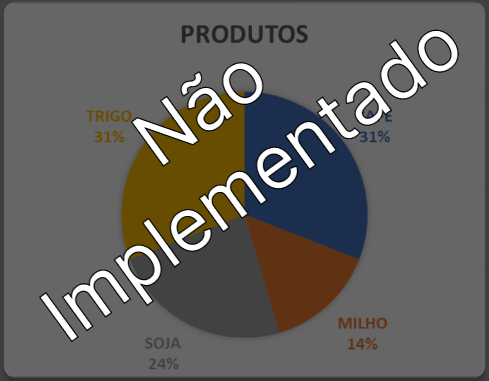 PRODUTOS
Não
Implementado
TRIGO
31%
31%
MILHO
14%
SOJA
24%